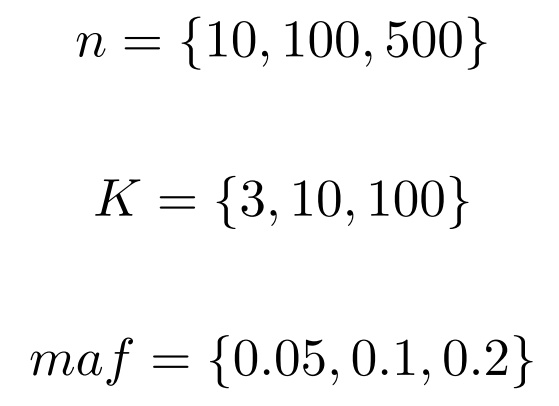 n = {10, 100, 500}
K = {3, 10, 100}
maf = {0.05, 0.1, 0.2}